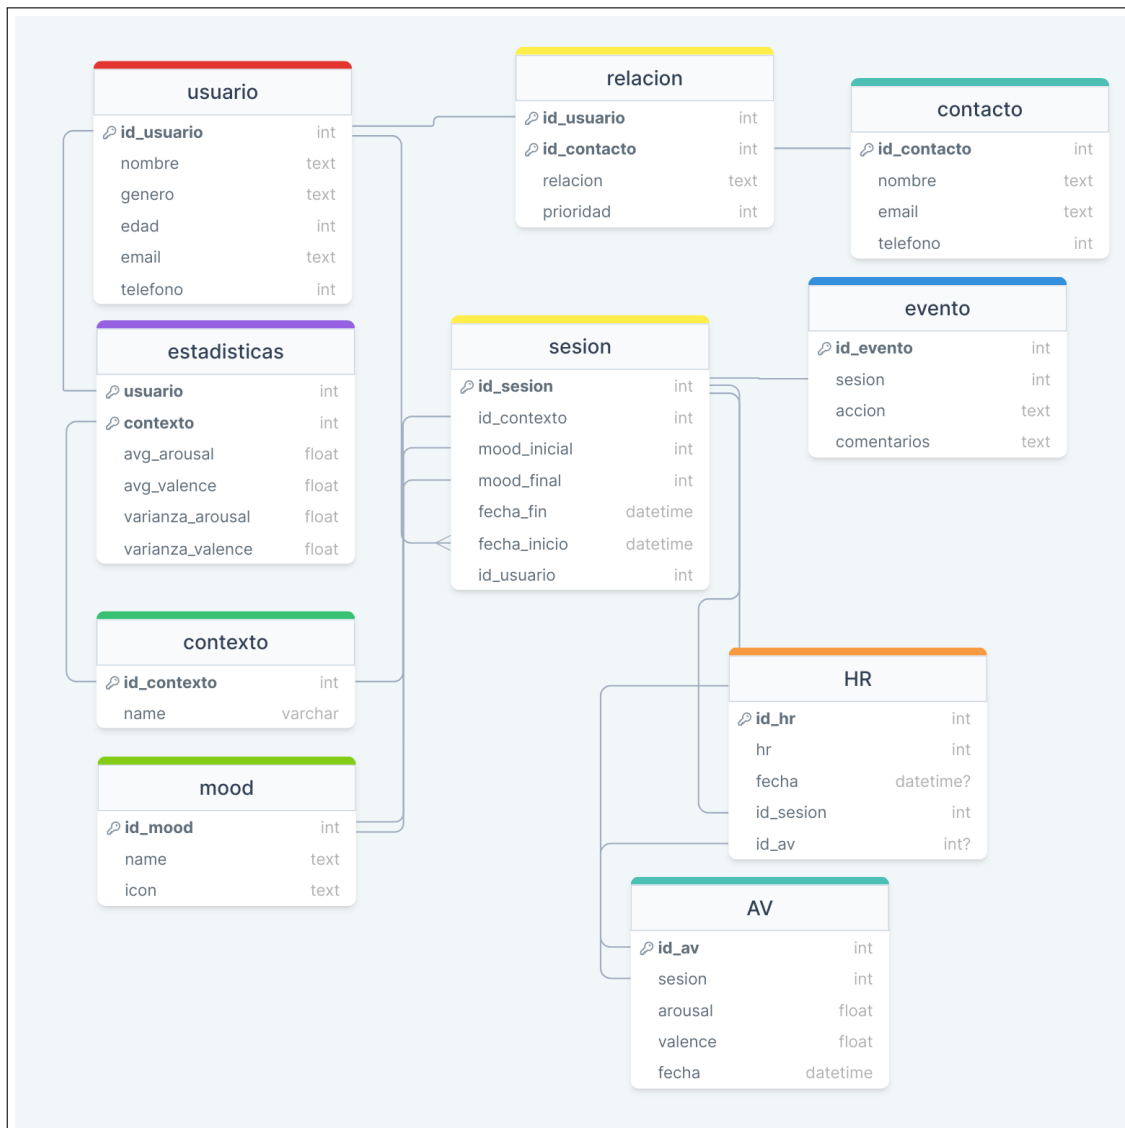 usuario
id_usuario int
nombre text
genero text
edad int
email text
telefono int
relacion
id_usuario int
id_contacto int
relacion text
prioridad int
contacto
id_contacto int
nombre text
email text
telefono int
estadisticas
usuario int
contexto int
avg_arousal float
avg_valence float
varianza_arousal float
varianza_valence float
sesion
id_sesion int
id_contexto int
mood_inicial int
mood_final int
fecha_fin datetime
fecha_inicio datetime
id_usuario int
evento
id_evento int
sesion int
accion text
comentarios text
contexto
id_contexto int
name varchar
mood
id_mood int
name text
icon text
HR
id_hr int
hr int
fecha datetime?
id_sesion int
id_av int?
AV
id_av int
sesion int
arousal float
valence float
fecha datetime